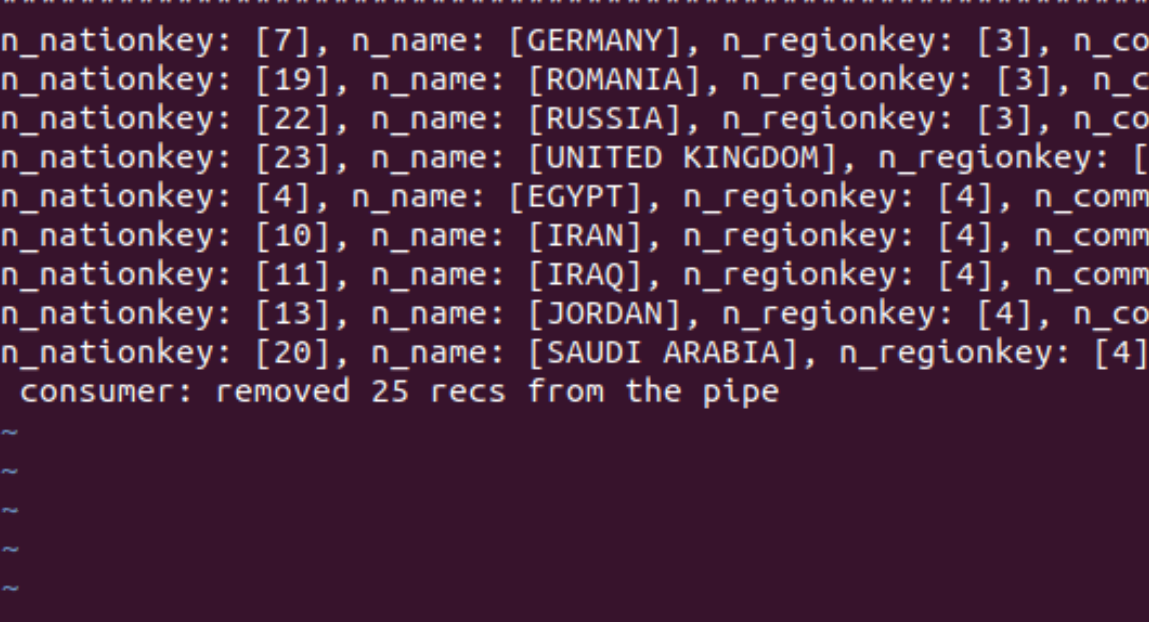 n_nationkey: [7], n_name: [GERMANY], n_regionkey: [3], n_co
n_nationkey: [19], n_name: [ROMANIA], n_regionkey: [3], n_c
n_nationkey: [22], n_name: [RUSSIA], n_regionkey: [3], n_co
n_nationkey: [23], n_name: [UNITED KINGDOM], n_regionkey: [
n_nationkey: [4], n_name: [EGYPT], n_regionkey: [4], n_comm
n_nationkey: [10], n_name: [IRAN], n_regionkey: [4], n_comm
n_nationkey: [11], n_name: [IRAQ], n_regionkey: [4], n_comm
n_nationkey: [13], n_name: [JORDAN], n_regionkey: [4], n_co
n_nationkey: [20], n_name: [SAUDI ARABIA], n_regionkey: [4]
consumer: removed 25 recs from the pipe
~
~
~
~
~